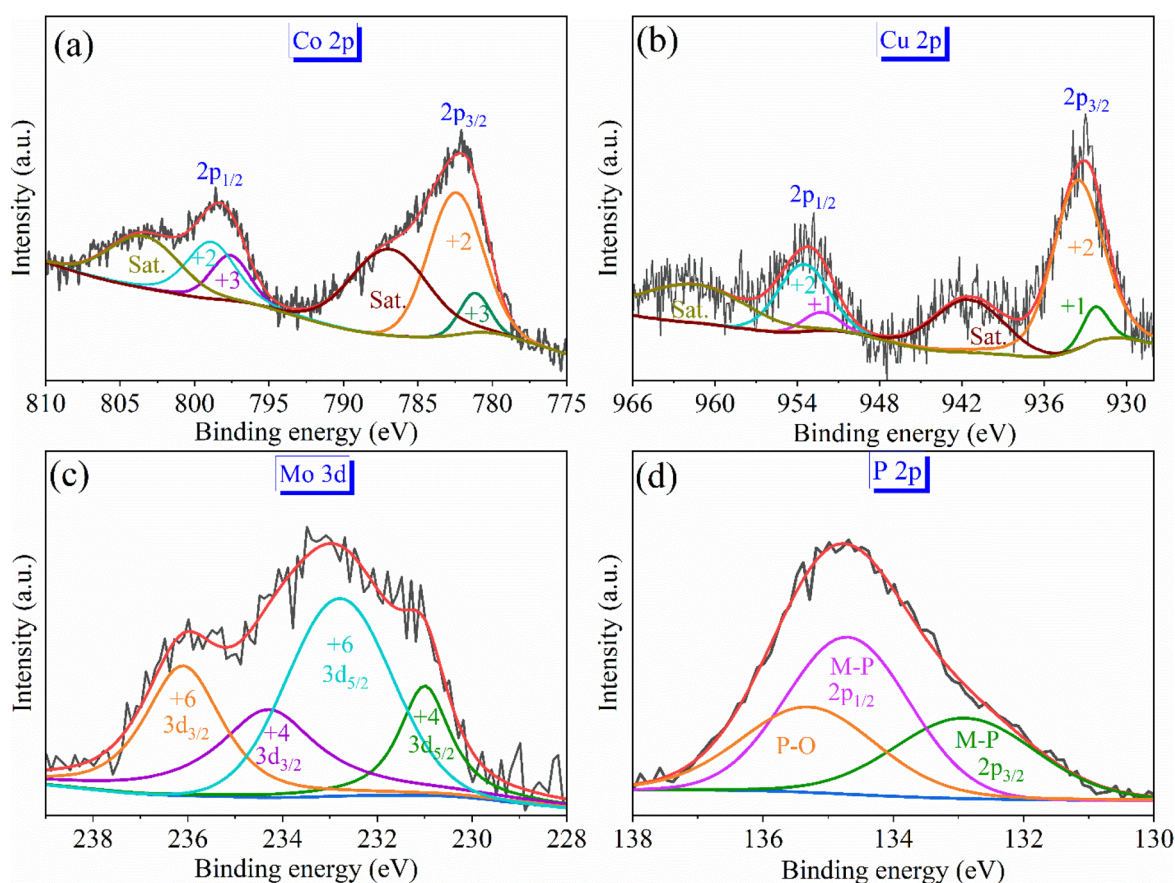 (a)
Co 2p
2p3/2
2p1/2
+2
Sat.
+2
+3
Sat.
+3
Intensity (a.u.)
810 805 800 795 790 785 780 775
Binding energy (eV)
(b)
Cu 2p
2p3/2
2p1/2
+2
+2
Sat.
+1
Sat.
+1
Intensity (a.u.)
966 960 954 948 942 936 930
Binding energy (eV)
(c)
Mo 3d
+6
3d5/2
+6
3d3/2
+4
3d3/2
+4
3d5/2
Intensity (a.u.)
238 236 234 232 230 228
Binding energy (eV)
(d)
P 2p
M-P
2p1/2
P-O
M-P
2p3/2
Intensity (a.u.)
138 136 134 132 130
Binding energy (eV)